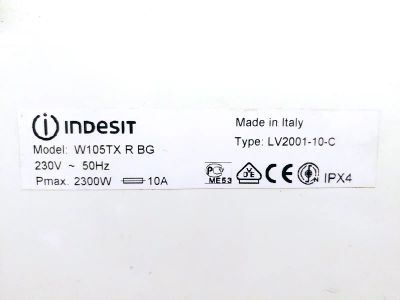 INDESIT
Made in Italy
Model: W105TX R BG
Type: LV2001-10-C
230V ~ 50Hz
Pmax. 2300W 10A
ME53
CE
IPX4